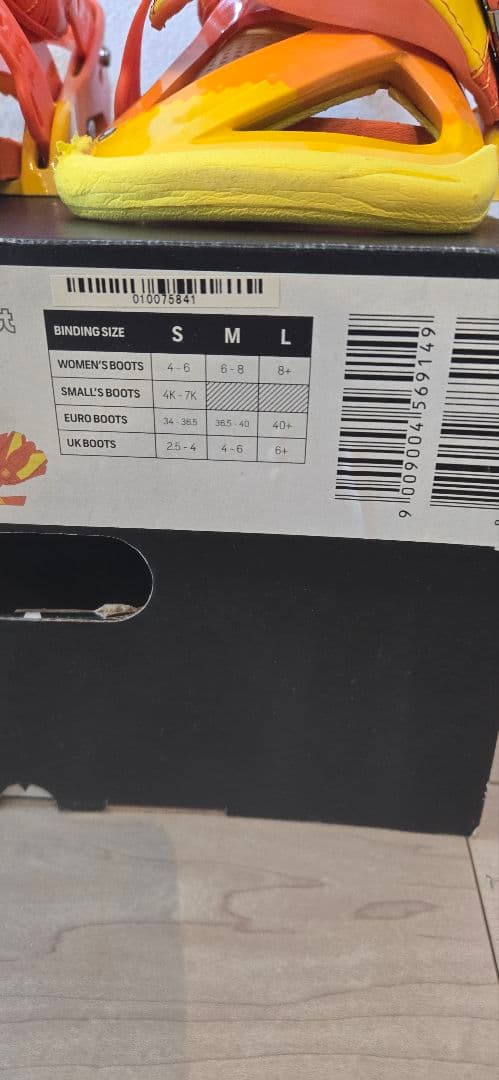 010075841
BINDING SIZE S M L
WOMEN'S BOOTS 4-6 6-8 8+
SMALL'S BOOTS 4K-7K
EURO BOOTS 34-36.5 36.5-40 40+
UK BOOTS 2.5-4 4-6 6+
9 009004 569149